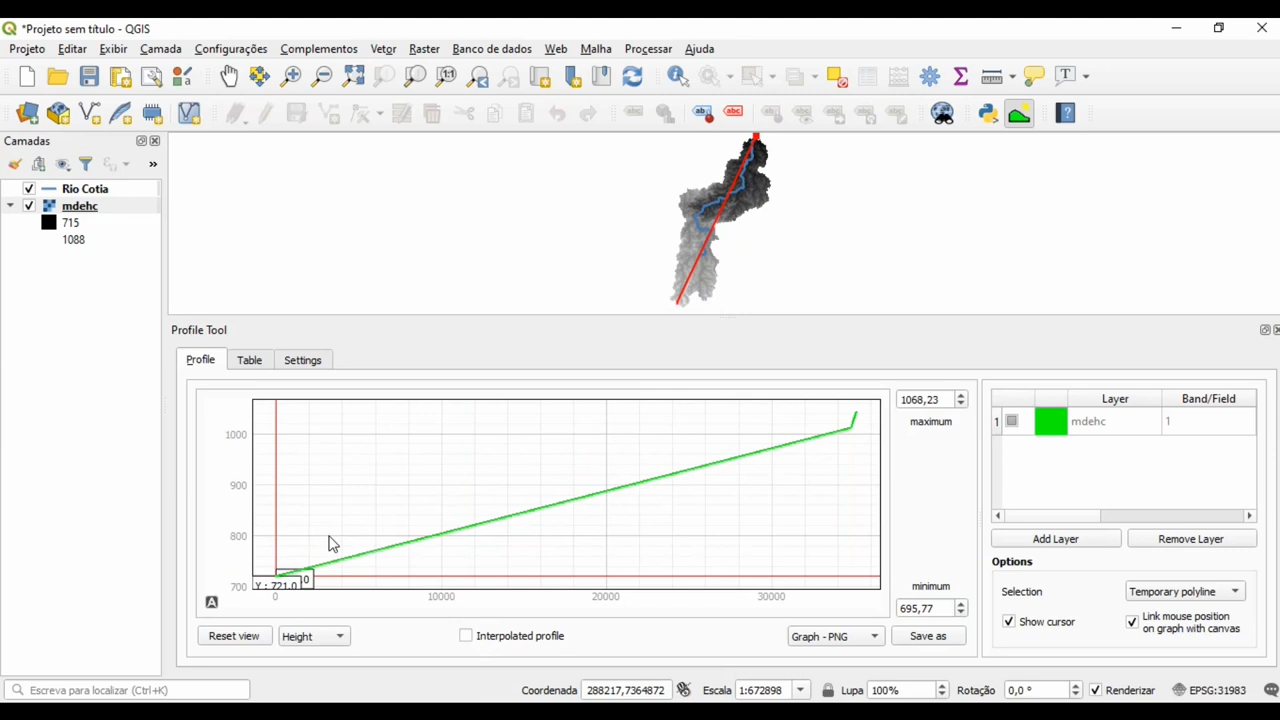 *Projeto sem título - QGIS
Projeto Editar Exibir Camada Configurações Complementos Vetor Raster Banco de dados Web Malha Processar Ajuda
Camadas
Rio Cotia
mdehc
715
1088
Profile Tool
Profile Table Settings
1000
900
800
700
0 10000 20000 30000
Y : 721.0
0
A
1068,23
maximum
minimum
695,77
Reset view Height Interpolated profile Graph - PNG Save as
Layer Band/Field
1 mdehc 1
Add Layer Remove Layer
Options
Selection Temporary polyline
Show cursor
Link mouse position
on graph with canvas
Escreva para localizar (Ctrl+K) Coordenada 288217,7364872 Escala 1:672898 Lupa 100% Rotação 0,0 ° Renderizar EPSG:31983